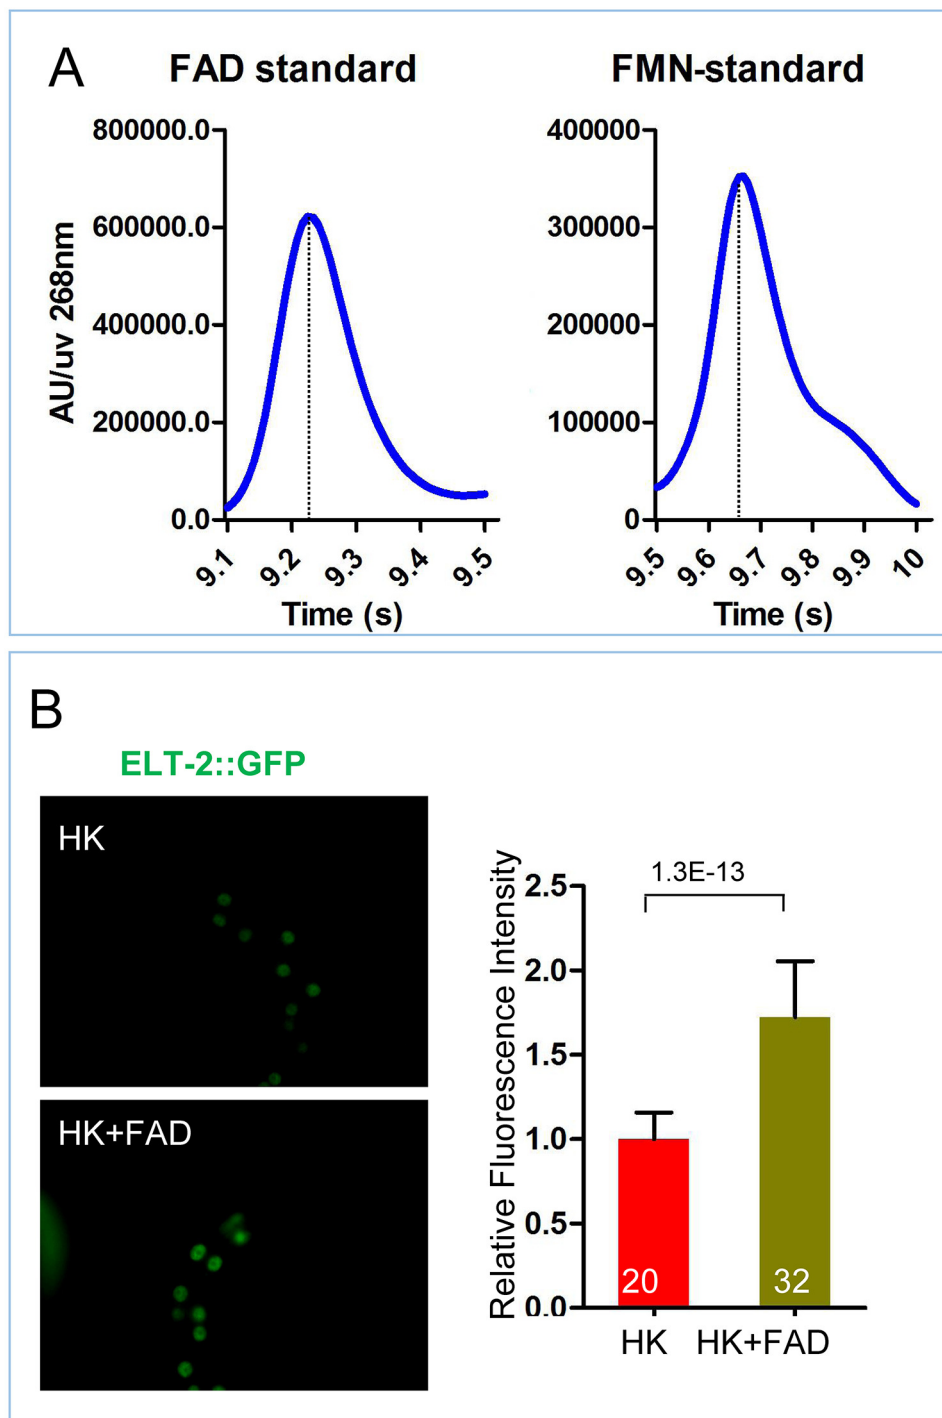 A
FAD standard
FMN-standard
AU/uv 268nm
800000.0
600000.0
400000.0
200000.0
0.0
9.1
9.2
9.3
9.4
9.5
Time (s)
400000
300000
200000
100000
0
9.5
9.6
9.7
9.8
9.9
10
Time (s)
B
ELT-2::GFP
HK
HK+FAD
Relative Fluorescence Intensity
2.5
2.0
1.5
1.0
0.5
0.0
1.3E-13
20
32
HK
HK+FAD